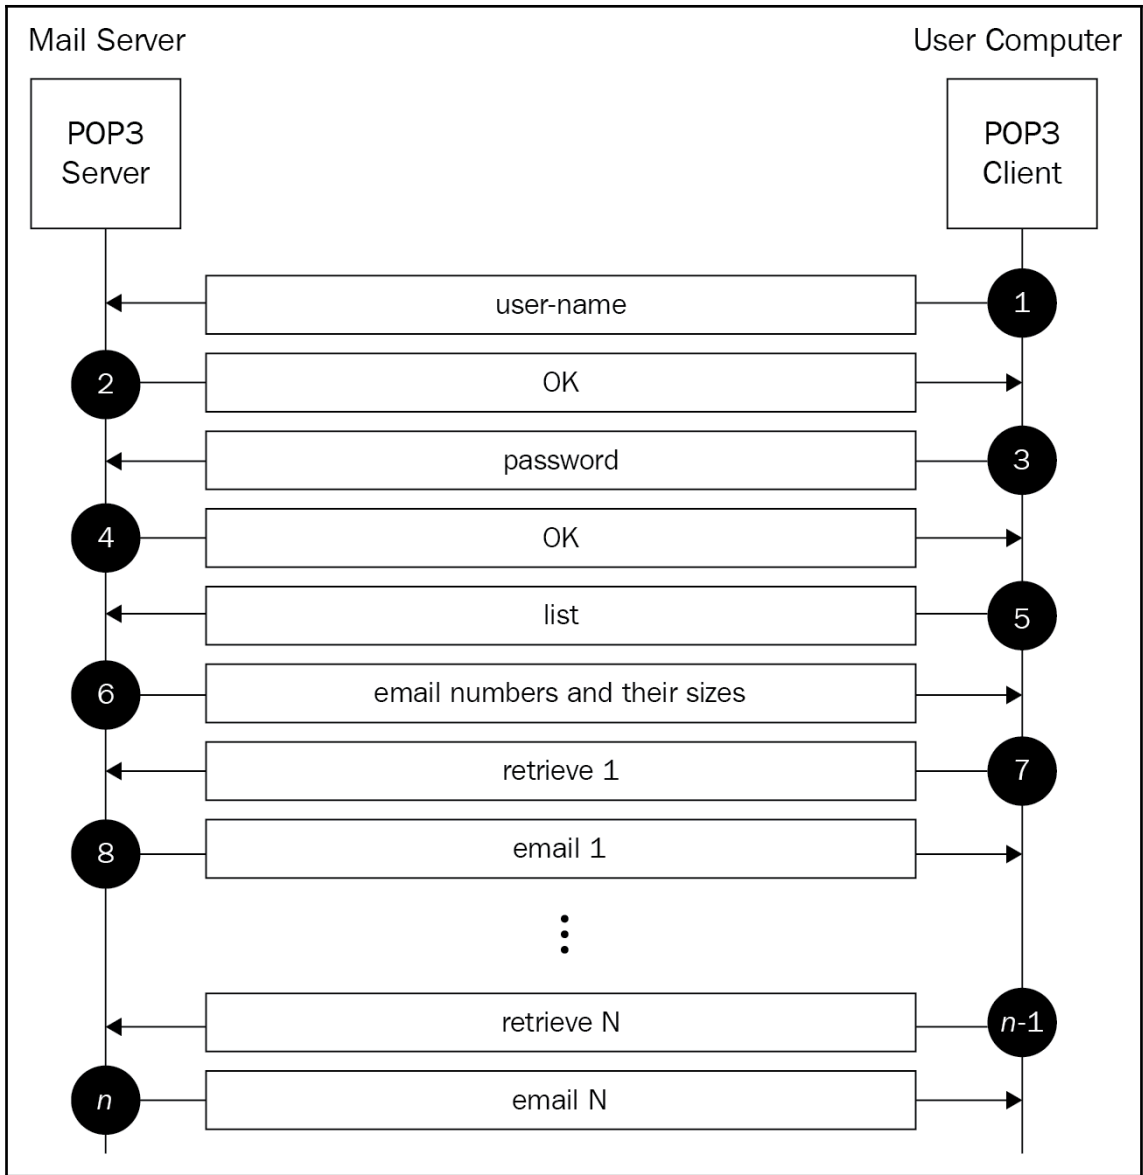 Mail Server
User Computer
POP3
Server
POP3
Client
user-name
1
2
OK
password
3
4
OK
list
5
6
email numbers and their sizes
retrieve 1
7
8
email 1
retrieve N
n-1
n
email N